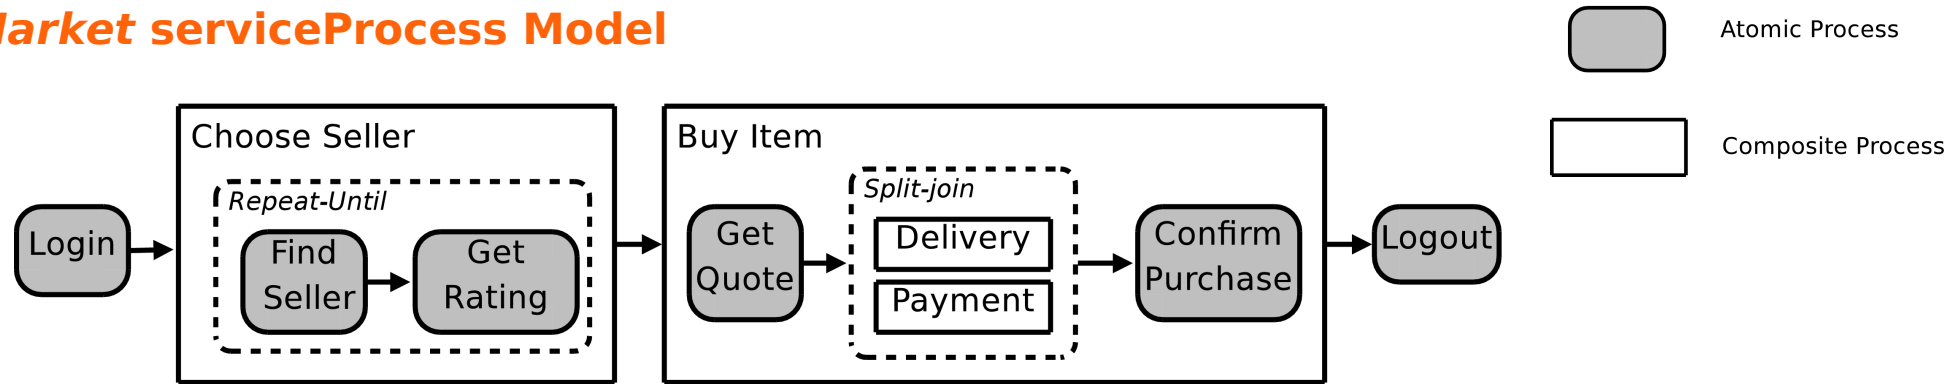 arket serviceProcess Model
Atomic Process
Composite Process
Choose Seller
Buy Item
Repeat-Until
Split-join
Login
Find
Seller
Get
Rating
Get
Quote
Delivery
Payment
Confirm
Purchase
Logout